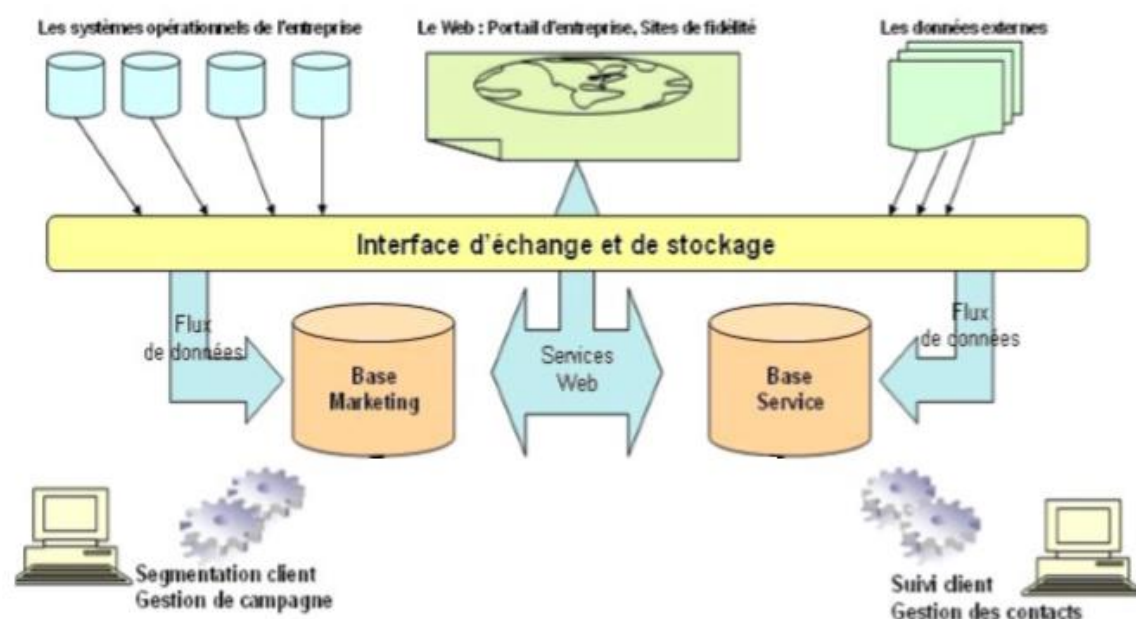 Les systèmes opérationnels de l'entreprise
Le Web : Portail d'entreprise, Sites de fidélité
Les données externes
Interface d'échange et de stockage
Flux
de données
Base
Marketing
Services
Web
Base
Service
Flux
de données
Segmentation client
Gestion de campagne
Suivi client
Gestion des contacts